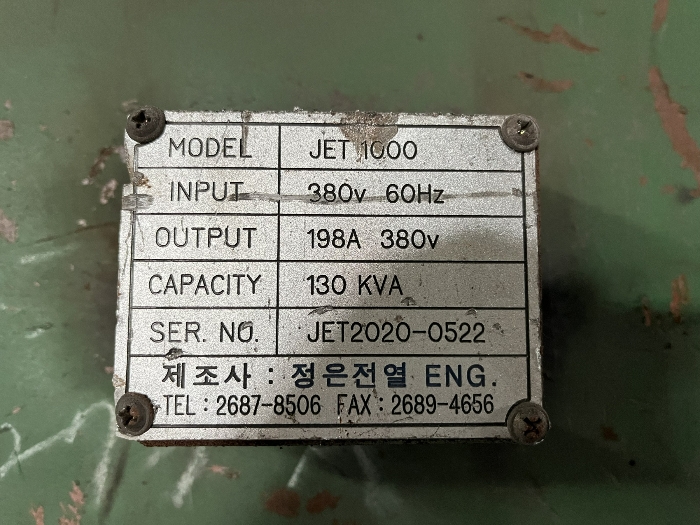 MODEL JET 1000
INPUT 380v 60Hz
OUTPUT 198A 380v
CAPACITY 130 KVA
SER. NO. JET2020-0522
제조사 : 정은전열 ENG.
TEL : 2687-8506 FAX : 2689-4656